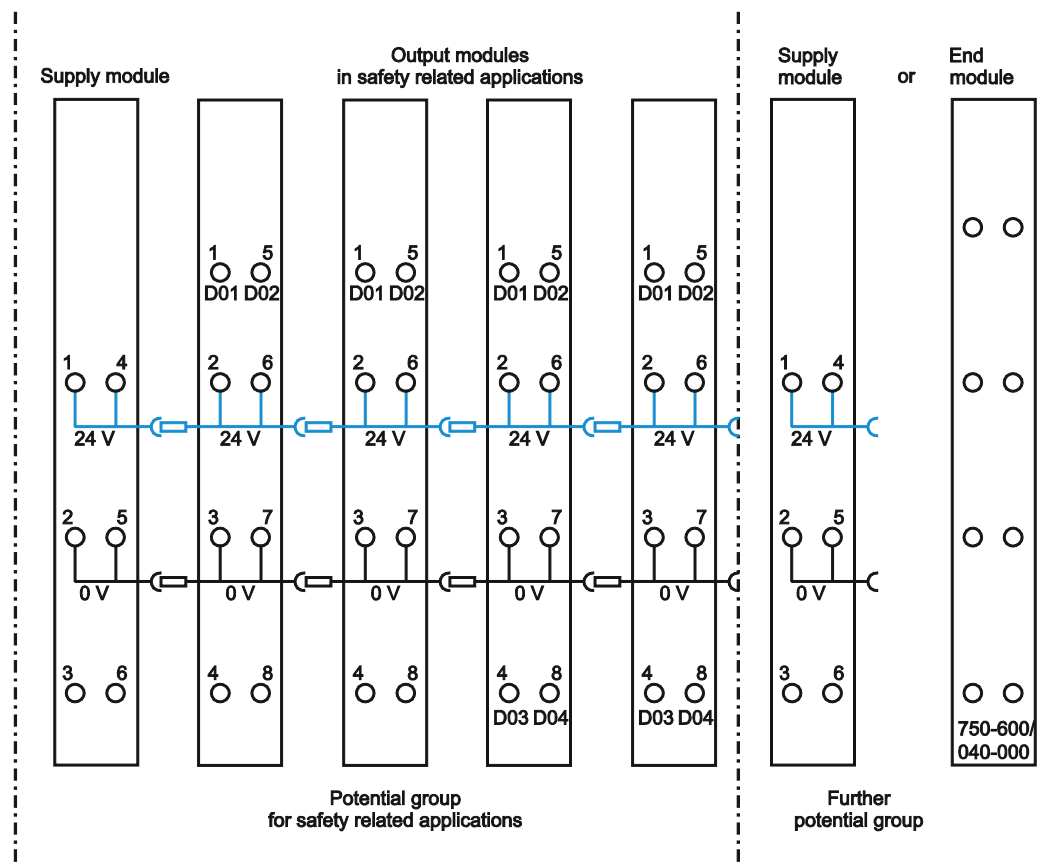 Supply module
Output modules
in safety related applications
Supply
module
or
End
module
1 5
D01 D02
1 5
D01 D02
1 5
D01 D02
1 5
D01 D02
1 4
24 V
2 6
24 V
2 6
24 V
2 6
24 V
2 6
24 V
1 4
24 V
2 5
0 V
3 7
0 V
3 7
0 V
3 7
0 V
3 7
0 V
2 5
0 V
3 6
4 8
4 8
4 8
D03 D04
4 8
D03 D04
3 6
750-600/
040-000
Potential group
for safety related applications
Further
potential group